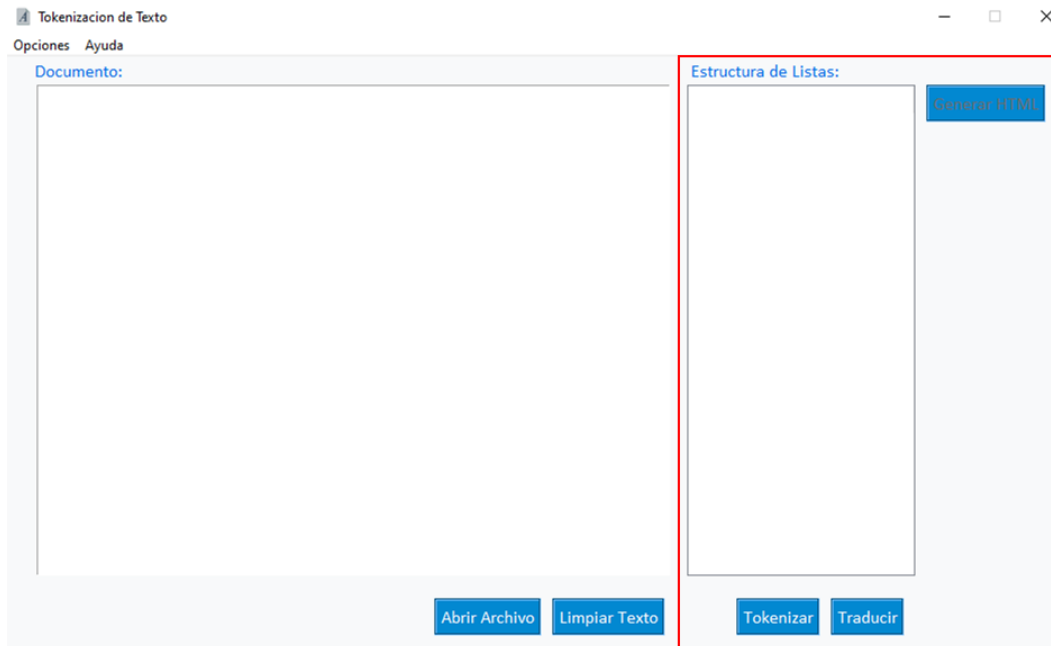 Tokenizacion de Texto
Opciones Ayuda
Documento:
Estructura de Listas:
Generar HTML
Abrir Archivo
Limpiar Texto
Tokenizar
Traducir